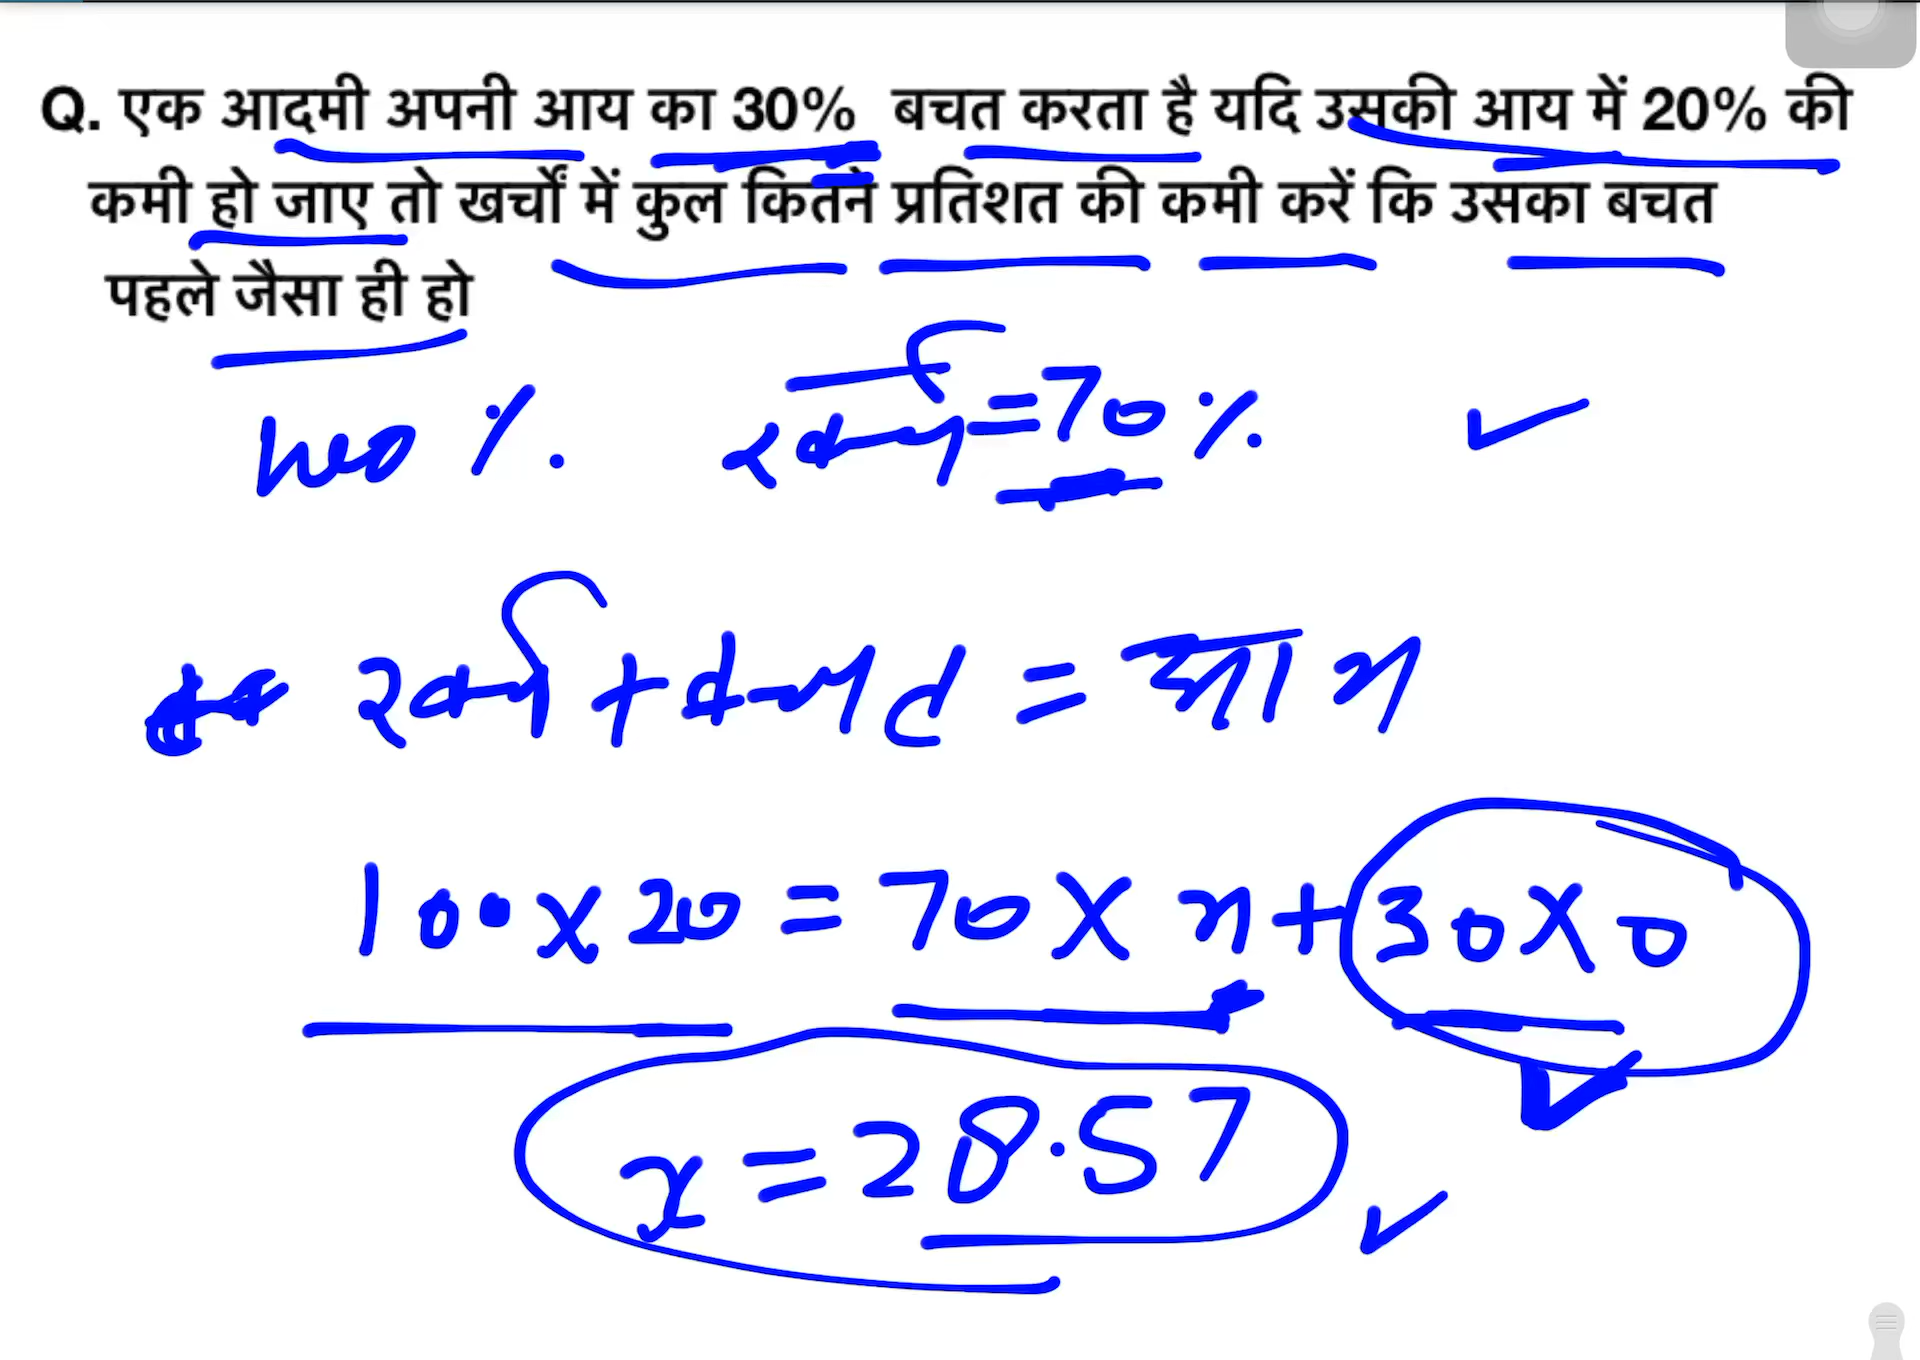 Q. एक आदमी अपनी आय का 30% बचत करता है यदि उसकी आय में 20% की
कमी हो जाए तो खर्चों में कुल कितने प्रतिशत की कमी करें कि उसका बचत
पहले जैसा ही हो
100 % खर्च = 70 %
खर्च + बचत = आय
100 x 20 = 70 x x + 30 x 0
x = 28.57